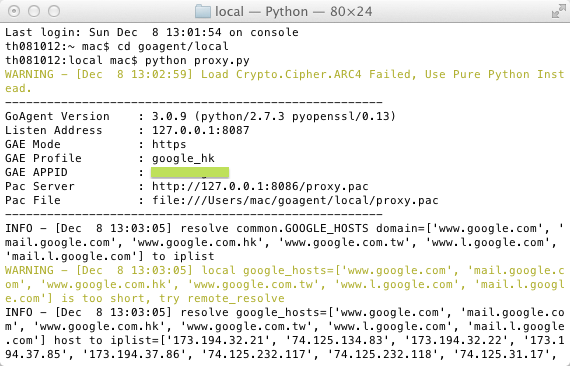 local — Python — 80×24
Last login: Sun Dec  8 13:01:54 on console
th081012:~ mac$ cd goagent/local
th081012:local mac$ python proxy.py
WARNING - [Dec  8 13:02:59] Load Crypto.Cipher.ARC4 Failed, Use Pure Python Inst
ead.
------------------------------------------------------
GoAgent Version    : 3.0.9 (python/2.7.3 pyopenssl/0.13)
Listen Address     : 127.0.0.1:8087
GAE Mode           : https
GAE Profile        : google_hk
GAE APPID          :
Pac Server         : http://127.0.0.1:8086/proxy.pac
Pac File           : file:///Users/mac/goagent/local/proxy.pac
------------------------------------------------------
INFO - [Dec  8 13:03:05] resolve common.GOOGLE_HOSTS domain=['www.google.com', '
mail.google.com', 'www.google.com.hk', 'www.google.com.tw', 'www.l.google.com',
'mail.l.google.com'] to iplist
WARNING - [Dec  8 13:03:05] local google_hosts=['www.google.com', 'mail.google.c
om', 'www.google.com.hk', 'www.google.com.tw', 'www.l.google.com', 'mail.l.googl
e.com'] is too short, try remote_resolve
INFO - [Dec  8 13:03:05] resolve google_hosts=['www.google.com', 'mail.google.co
m', 'www.google.com.hk', 'www.google.com.tw', 'www.l.google.com', 'mail.l.google
.com'] host to iplist=['173.194.32.21', '74.125.134.83', '173.194.32.22', '173.1
94.37.85', '173.194.37.86', '74.125.232.117', '74.125.232.118', '74.125.31.17',